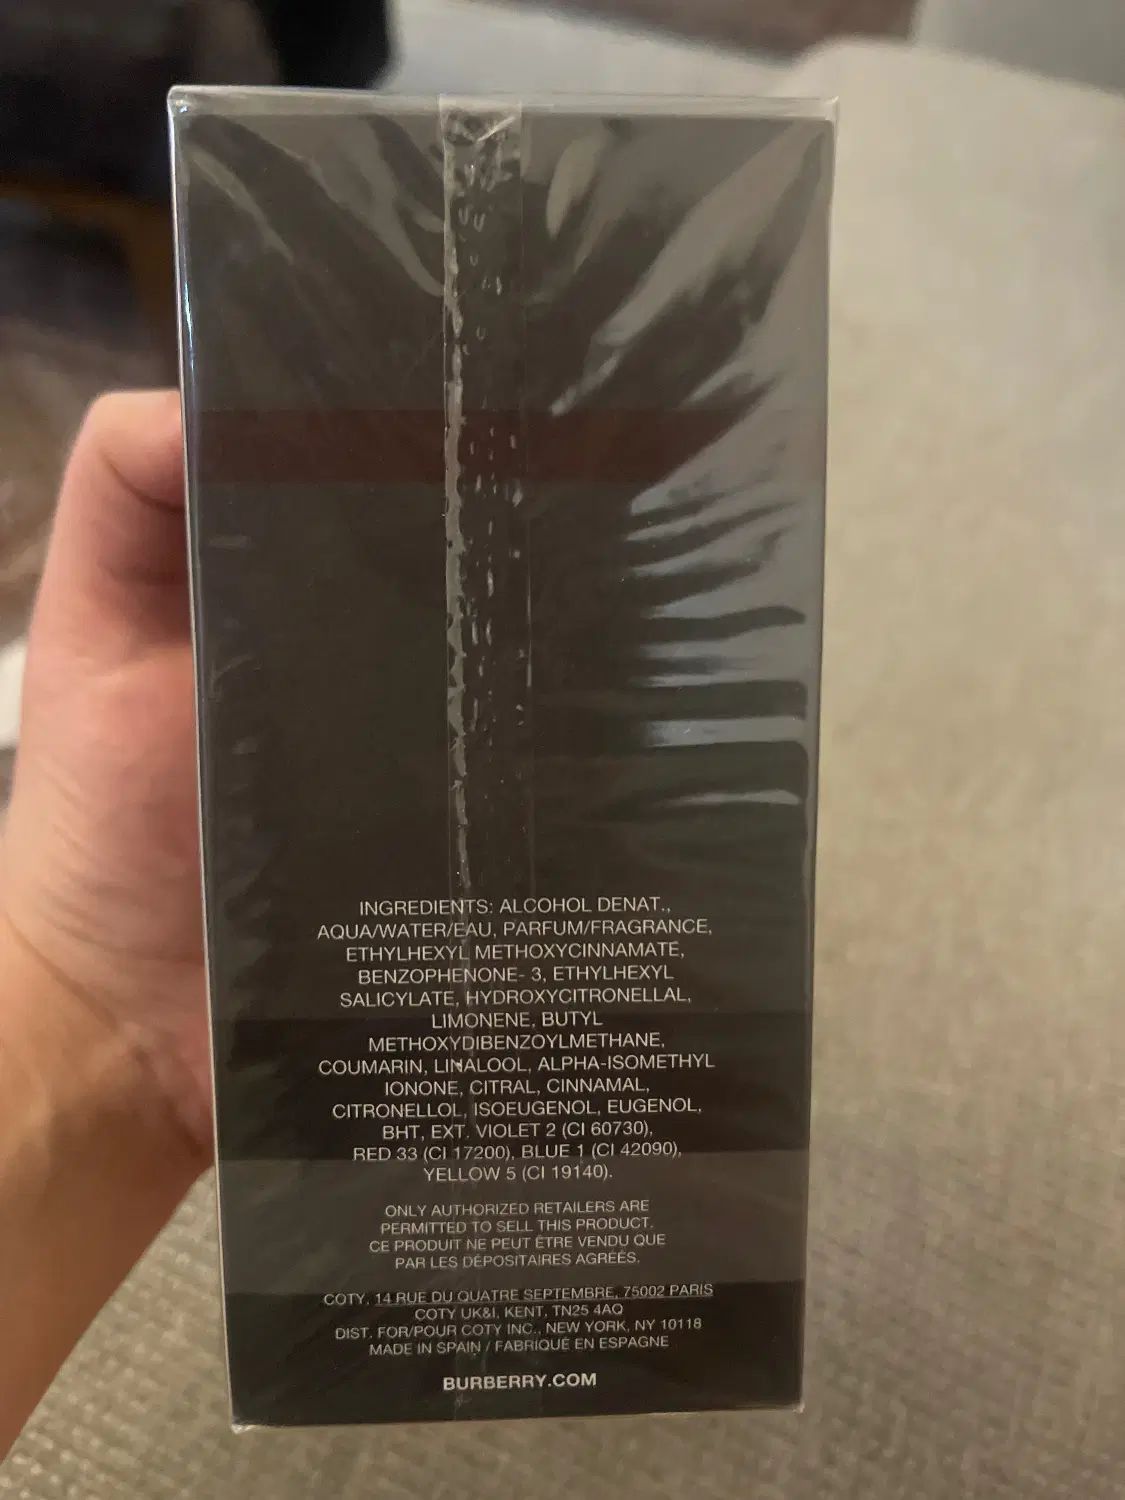 INGREDIENTS: ALCOHOL DENAT.,
AQUA/WATER/EAU, PARFUM/FRAGRANCE,
ETHYLHEXYL METHOXYCINNAMATE,
BENZOPHENONE- 3, ETHYLHEXYL
SALICYLATE, HYDROXYCITRONELLAL,
LIMONENE, BUTYL
METHOXYDIBENZOYLMETHANE,
COUMARIN, LINALOOL, ALPHA-ISOMETHYL
IONONE, CITRAL, CINNAMAL,
CITRONELLOL, ISOEUGENOL, EUGENOL,
BHT, EXT. VIOLET 2 (CI 60730),
RED 33 (CI 17200), BLUE 1 (CI 42090),
YELLOW 5 (CI 19140).
ONLY AUTHORIZED RETAILERS ARE
PERMITTED TO SELL THIS PRODUCT.
CE PRODUIT NE PEUT ÊTRE VENDU QUE
PAR LES DÉPOSITAIRES AGRÉÉS.
COTY, 14 RUE DU QUATRE SEPTEMBRE, 75002 PARIS
COTY UK&I, KENT, TN25 4AQ
DIST. FOR/POUR COTY INC., NEW YORK, NY 10118
MADE IN SPAIN / FABRIQUÉ EN ESPAGNE
BURBERRY.COM